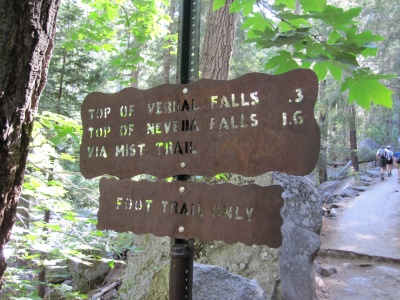 TOP OF VERNAL FALLS .3
TOP OF NEVADA FALLS 1.6
VIA MIST TRAIL
FOOT TRAIL ONLY